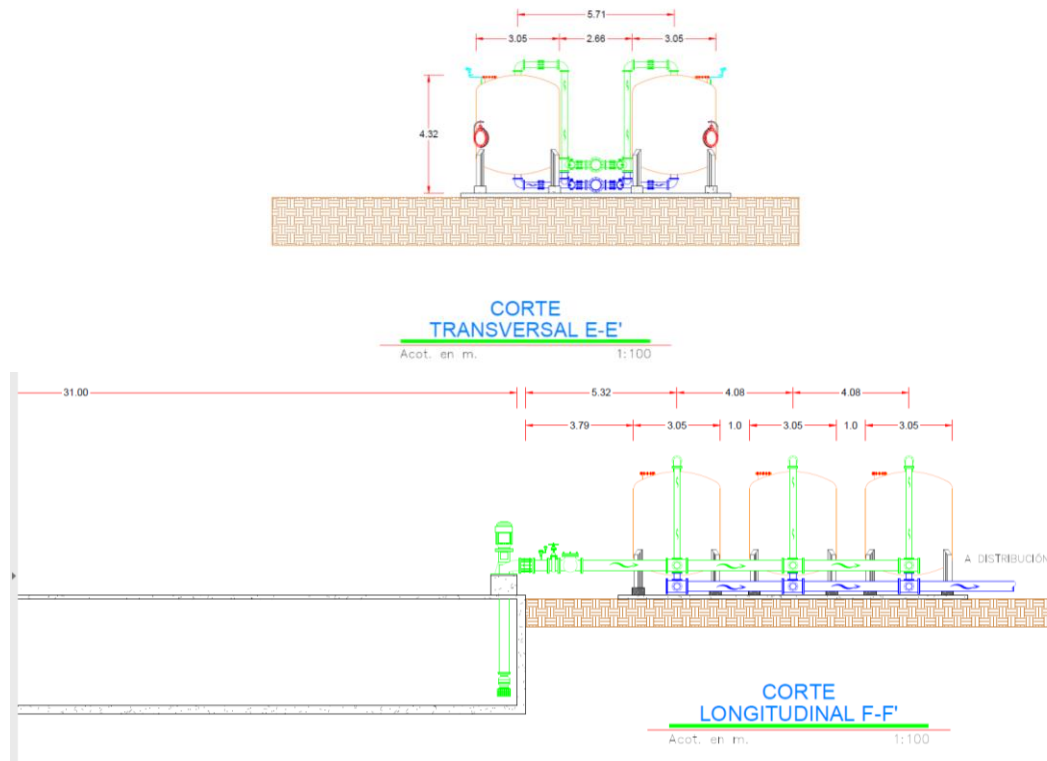 5.71
3.05 2.66 3.05
4.32
CORTE
TRANSVERSAL E-E'
Acot. en m. 1:100
31.00 5.32 4.08 4.08
3.79 3.05 1.0 3.05 1.0 3.05
A DISTRIBUCIÓN
CORTE
LONGITUDINAL F-F'
Acot. en m. 1:100